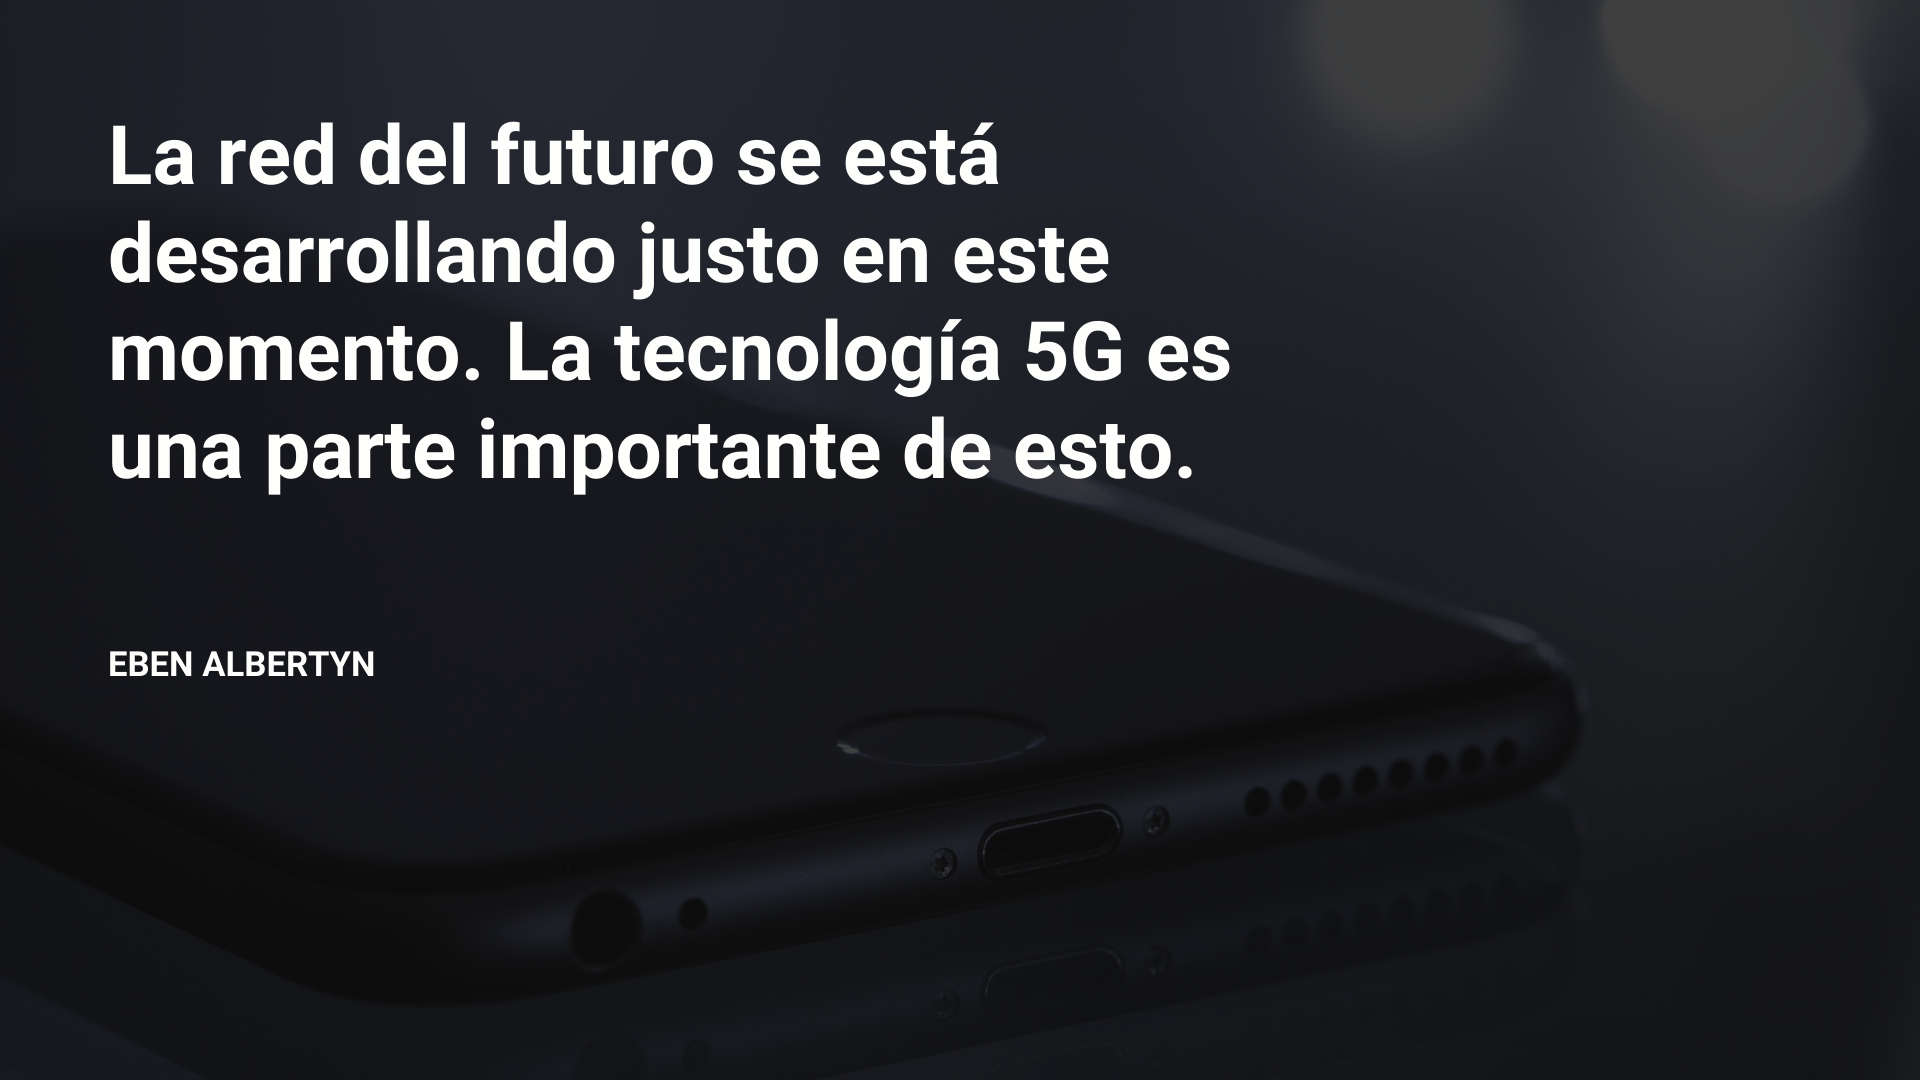 La red del futuro se está
desarrollando justo en este
momento. La tecnología 5G es
una parte importante de esto.
EBEN ALBERTYN